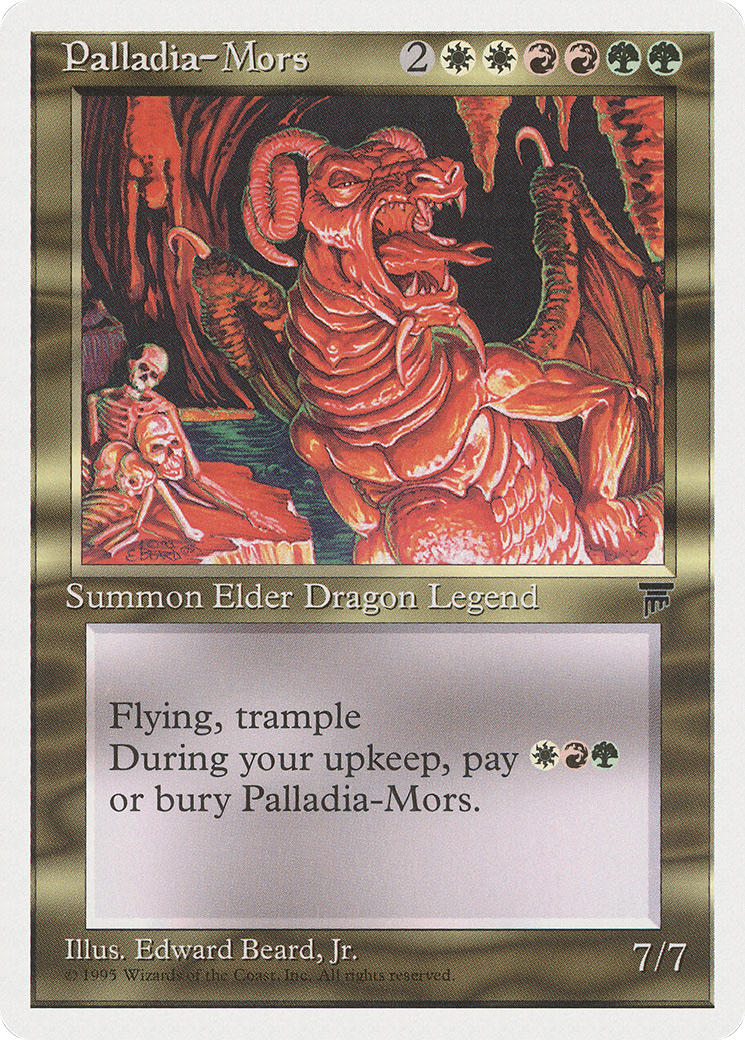 Palladia-Mors 2
E. BEARD
Summon Elder Dragon Legend
Flying, trample
During your upkeep, pay
or bury Palladia-Mors.
Illus. Edward Beard, Jr.
7/7
© 1995 Wizards of the Coast, Inc. All rights reserved.